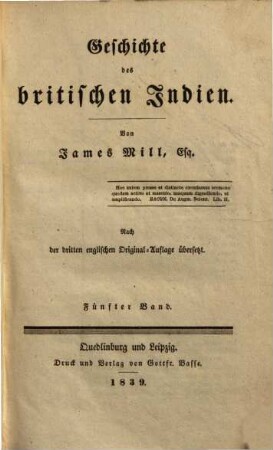 Geschichte
des
britischen Indien.
Von
James Mill, Esq.
Nach
der dritten englischen Original-Auflage übersetzt.
Fünfter Band.
Quedlinburg und Leipzig.
Druck und Verlag von Gottfr. Basse.
1839.